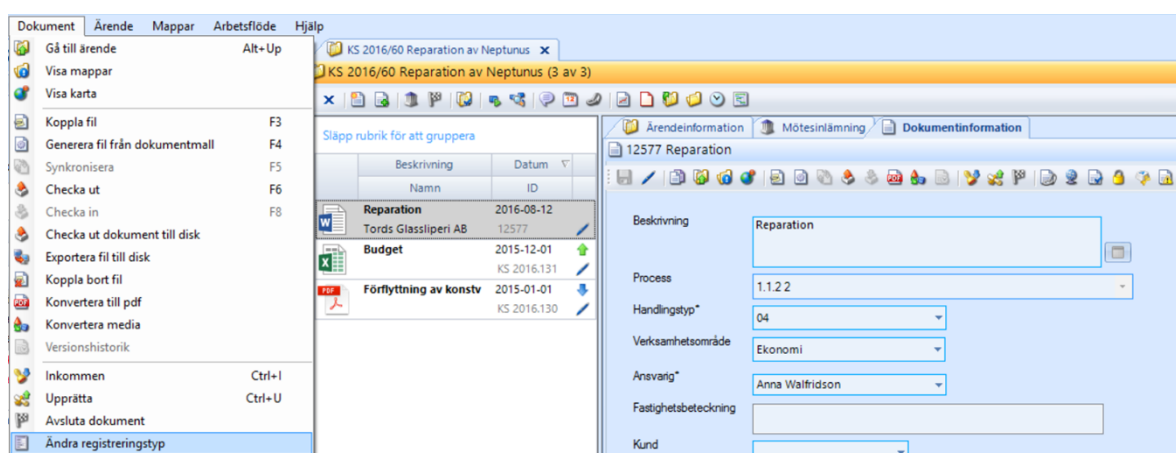 Dokument Ärende Mappar Arbetsflöde Hjälp
Gå till ärende Alt+Up
Visa mappar
Visa karta
Koppla fil F3
Generera fil från dokumentmall F4
Synkronisera F5
Checka ut F6
Checka in F8
Checka ut dokument till disk
Exportera fil till disk
Koppla bort fil
Konvertera till pdf
Konvertera media
Versionshistorik
Inkommen Ctrl+I
Upprätta Ctrl+U
Avsluta dokument
Ändra registreringstyp
KS 2016/60 Reparation av Neptunus
KS 2016/60 Reparation av Neptunus (3 av 3)
Släpp rubrik för att gruppera
Beskrivning Datum
Namn ID
Reparation 2016-08-12
Tords Glassliperi AB 12577
Budget 2015-12-01
KS 2016.131
Förflyttning av konstv 2015-01-01
KS 2016.130
Ärendeinformation Mötesinlämning Dokumentinformation
12577 Reparation
Beskrivning Reparation
Process 1.1.2 2
Handlingstyp* 04
Verksamhetsområde Ekonomi
Ansvarig* Anna Walfridson
Fastighetsbeteckning
Kund